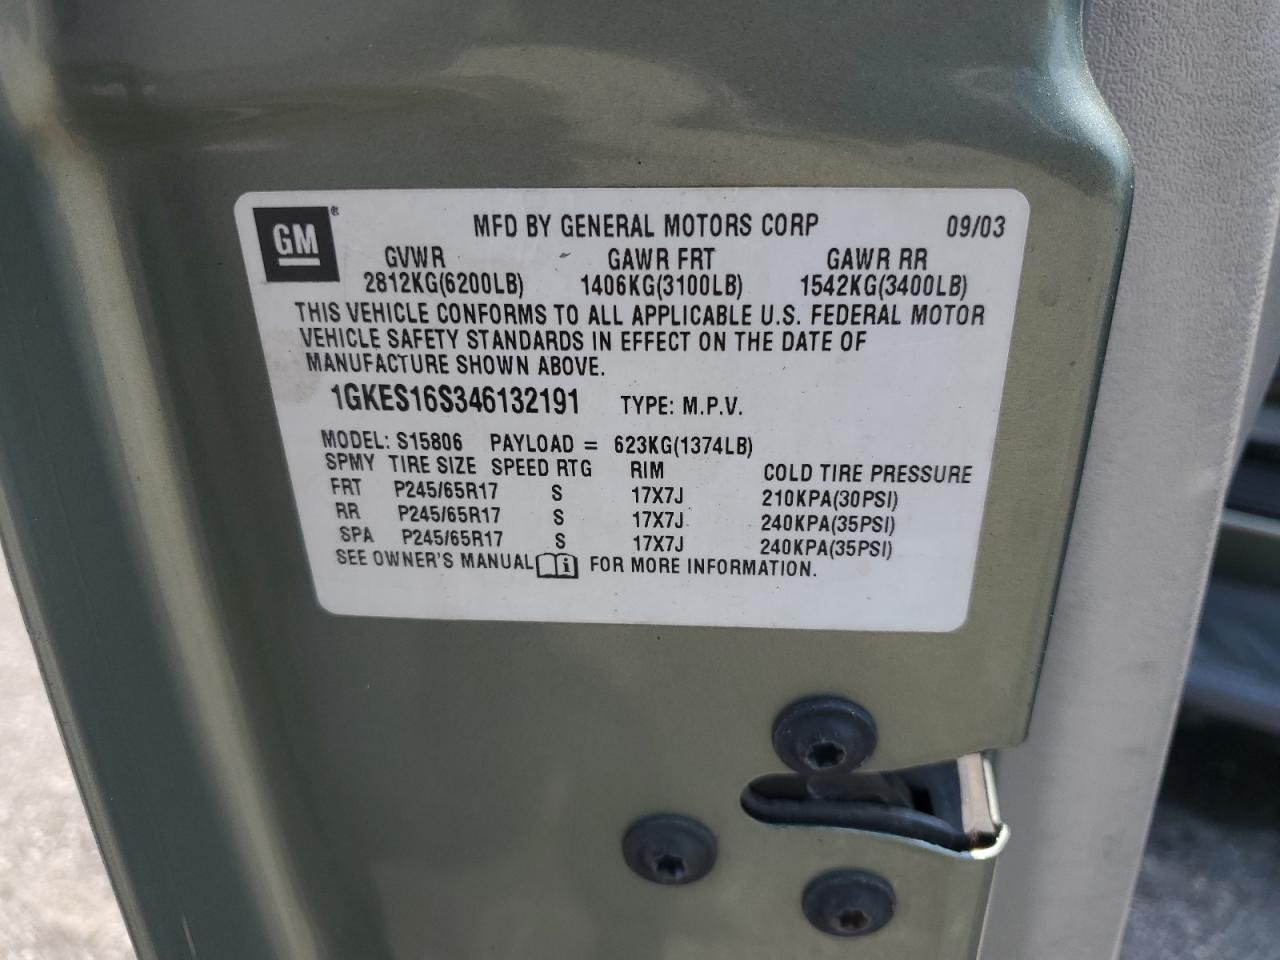 GM® MFD BY GENERAL MOTORS CORP 09/03
GVWR GAWR FRT GAWR RR
2812KG(6200LB) 1406KG(3100LB) 1542KG(3400LB)
THIS VEHICLE CONFORMS TO ALL APPLICABLE U.S. FEDERAL MOTOR
VEHICLE SAFETY STANDARDS IN EFFECT ON THE DATE OF
MANUFACTURE SHOWN ABOVE.
1GKES16S346132191 TYPE: M.P.V.
MODEL: S15806 PAYLOAD = 623KG(1374LB)
SPMY TIRE SIZE SPEED RTG RIM COLD TIRE PRESSURE
FRT P245/65R17 S 17X7J 210KPA(30PSI)
RR P245/65R17 S 17X7J 240KPA(35PSI)
SPA P245/65R17 S 17X7J 240KPA(35PSI)
SEE OWNER'S MANUAL i FOR MORE INFORMATION.